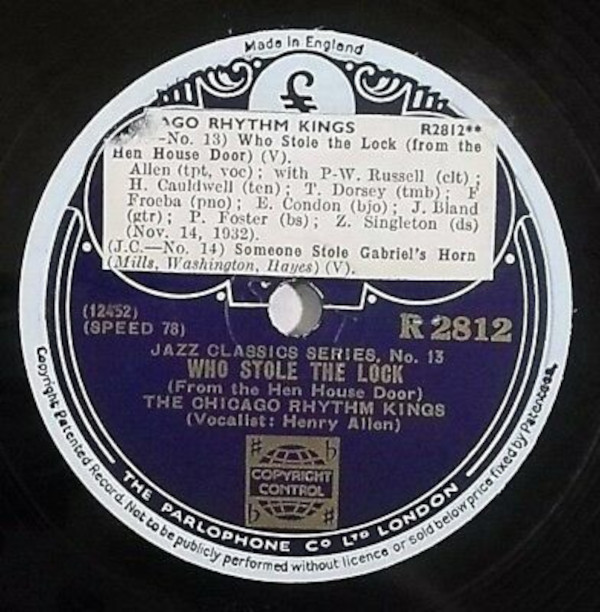 Made in England
AGO RHYTHM KINGS R2812**
-No. 13) Who Stole the Lock (from the
Hen House Door) (V).
Allen (tpt, voc); with P-W. Russell (clt);
H. Cauldwell (ten); T. Dorsey (tmb); F
Froeba (pno); E. Condon (bjo); J. Bland
(gtr); P. Foster (bs); Z. Singleton (ds)
(Nov. 14, 1932).
(J.C.—No. 14) Someone Stole Gabriel's Horn
(Mills, Washington, Hayes) (V).
(12452)
(SPEED 78)
R 2812
JAZZ CLASSICS SERIES, No. 13
WHO STOLE THE LOCK
(From the Hen House Door)
THE CHICAGO RHYTHM KINGS
(Vocalist: Henry Allen)
COPYRIGHT
CONTROL
THE PARLOPHONE CO LTD LONDON
Copyright Patented Record. Not to be publicly performed without licence or sold below price fixed by Patentees.